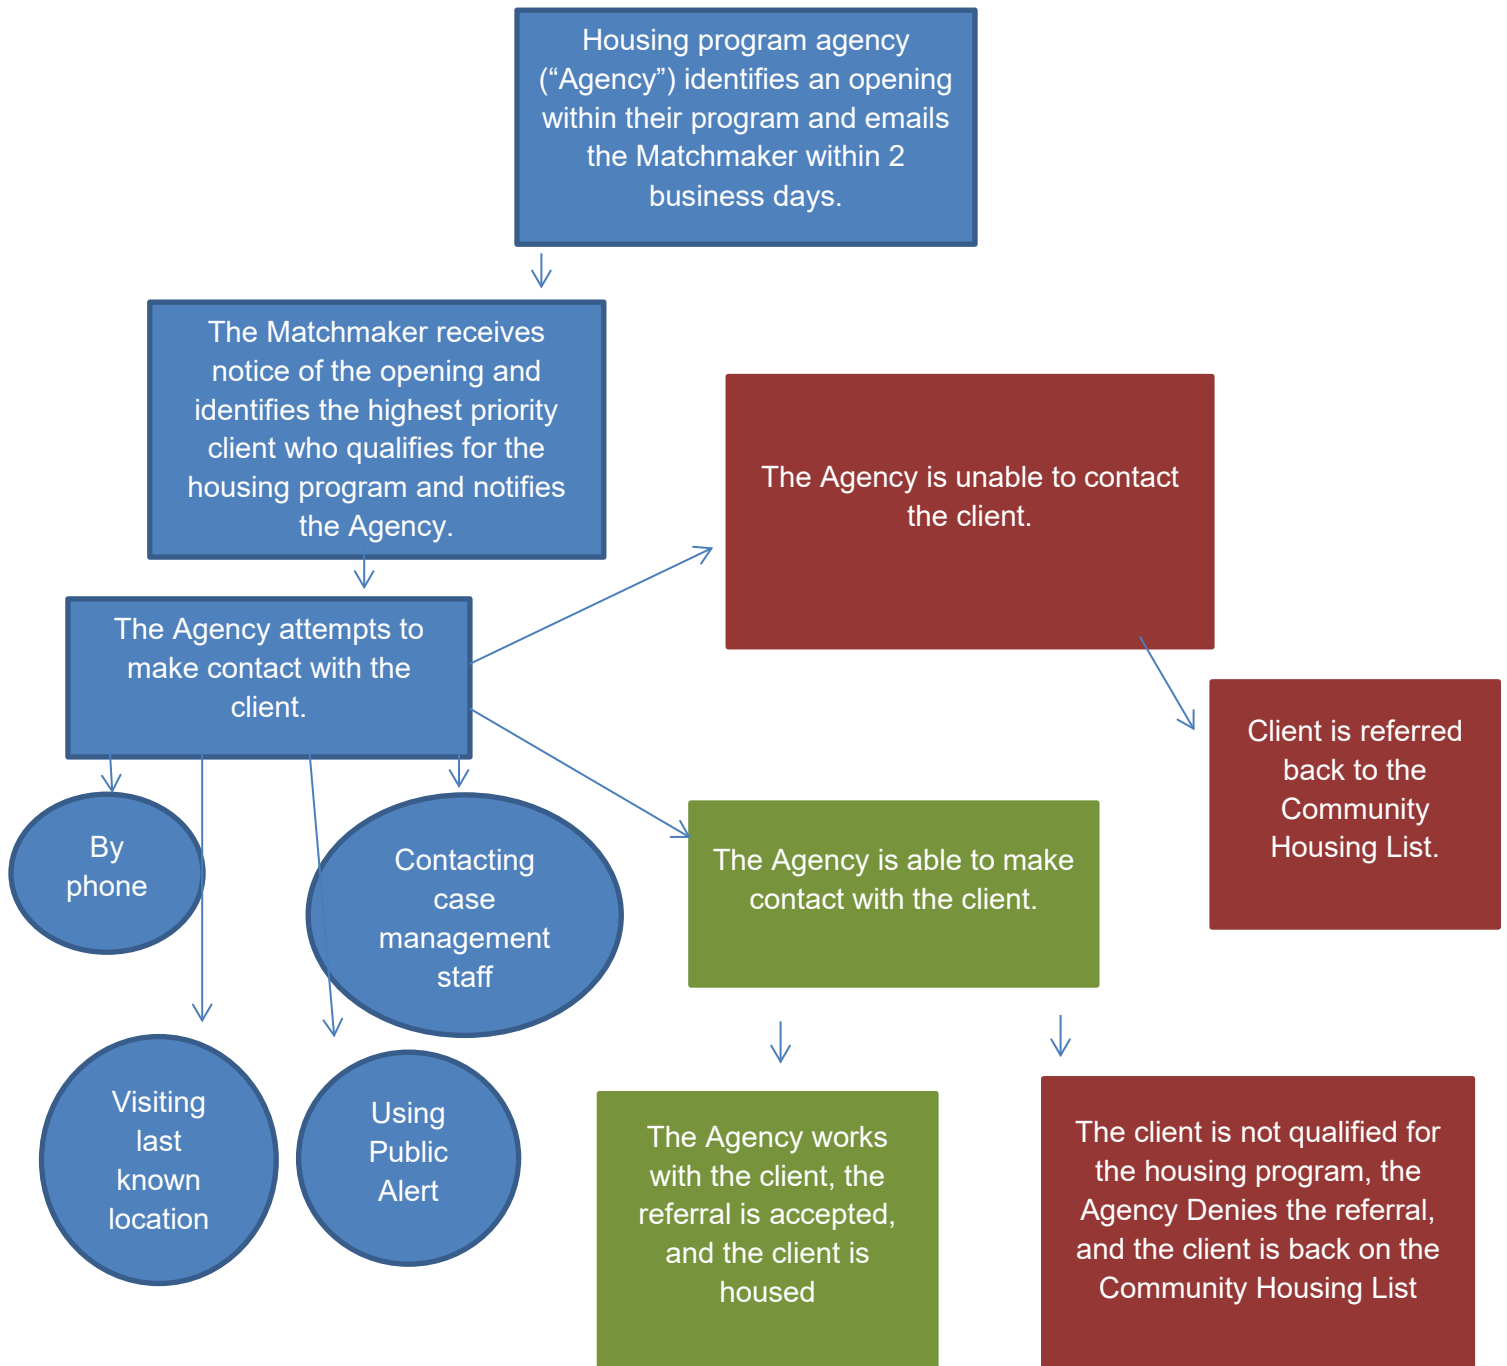 Housing program agency
(“Agency”) identifies an opening
within their program and emails
the Matchmaker within 2
business days.
The Matchmaker receives
notice of the opening and
identifies the highest priority
client who qualifies for the
housing program and notifies
the Agency.
The Agency is unable to contact
the client.
The Agency attempts to
make contact with the
client.
Client is referred
back to the
Community
Housing List.
By
phone
Contacting
case
management
staff
The Agency is able to make
contact with the client.
Visiting
last
known
location
Using
Public
Alert
The Agency works
with the client, the
referral is accepted,
and the client is
housed
The client is not qualified for
the housing program, the
Agency Denies the referral,
and the client is back on the
Community Housing List